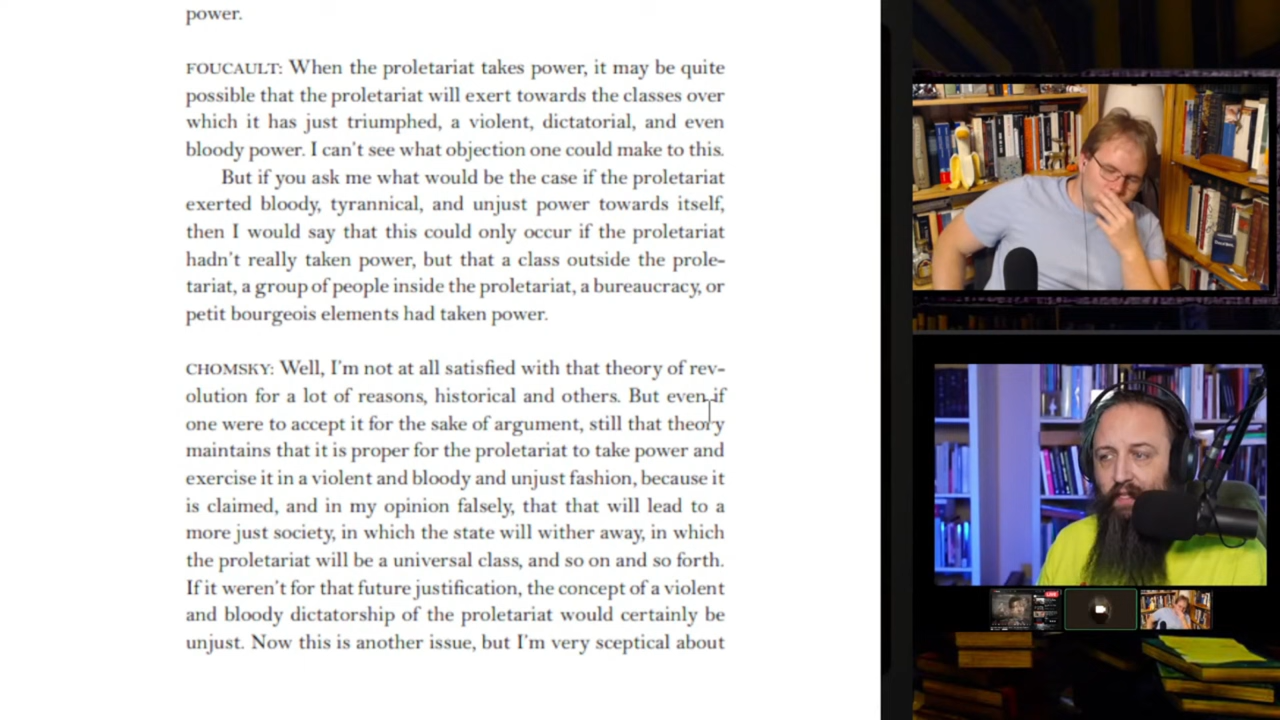 power.
FOUCAULT: When the proletariat takes power, it may be quite
possible that the proletariat will exert towards the classes over
which it has just triumphed, a violent, dictatorial, and even
bloody power. I can't see what objection one could make to this.
But if you ask me what would be the case if the proletariat
exerted bloody, tyrannical, and unjust power towards itself,
then I would say that this could only occur if the proletariat
hadn't really taken power, but that a class outside the prole-
tariat, a group of people inside the proletariat, a bureaucracy, or
petit bourgeois elements had taken power.
CHOMSKY: Well, I'm not at all satisfied with that theory of rev-
olution for a lot of reasons, historical and others. But even if
one were to accept it for the sake of argument, still that theory
maintains that it is proper for the proletariat to take power and
exercise it in a violent and bloody and unjust fashion, because it
is claimed, and in my opinion falsely, that that will lead to a
more just society, in which the state will wither away, in which
the proletariat will be a universal class, and so on and so forth.
If it weren't for that future justification, the concept of a violent
and bloody dictatorship of the proletariat would certainly be
unjust. Now this is another issue, but I'm very sceptical about